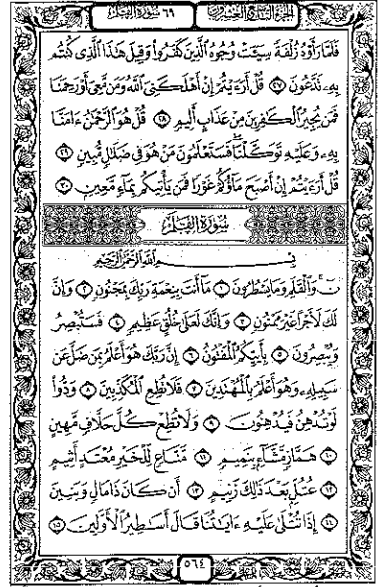 الجزء التاسع والعشرون
٦٩ سورة القلم
فَلَمَّا رَأَوْهُ زُلْفَةً سِيٓـَٔتْ وُجُوهُ ٱلَّذِينَ كَفَرُوا۟ وَقِيلَ هَٰذَا ٱلَّذِى كُنتُم
بِهِۦ تَدَّعُونَ ٢٧ قُلْ أَرَءَيْتُمْ إِنْ أَهْلَكَنِىَ ٱللَّهُ وَمَن مَّعِىَ أَوْ رَحِمَنَا
فَمَن يُجِيرُ ٱلْكَٰفِرِينَ مِنْ عَذَابٍ أَلِيمٍ ٢٨ قُلْ هُوَ ٱلرَّحْمَٰنُ ءَامَنَّا
بِهِۦ وَعَلَيْهِ تَوَكَّلْنَا فَسَتَعْلَمُونَ مَنْ هُوَ فِى ضَلَٰلٍ مُّبِينٍ ٢٩
قُلْ أَرَءَيْتُمْ إِنْ أَصْبَحَ مَآؤُكُمْ غَوْرًا فَمَن يَأْتِيكُم بِمَآءٍ مَّعِينٍ ٣٠
سورة القلم
بِسْمِ ٱللَّهِ ٱلرَّحْمَٰنِ ٱلرَّحِيمِ
نٓ وَٱلْقَلَمِ وَمَا يَسْطُرُونَ ١ مَآ أَنتَ بِنِعْمَةِ رَبِّكَ بِمَجْنُونٍ ٢ وَإِنَّ
لَكَ لَأَجْرًا غَيْرَ مَمْنُونٍ ٣ وَإِنَّكَ لَعَلَىٰ خُلُقٍ عَظِيمٍ ٤ فَسَتُبْصِرُ
وَيُبْصِرُونَ ٥ بِأَييِّكُمُ ٱلْمَفْتُونُ ٦ إِنَّ رَبَّكَ هُوَ أَعْلَمُ بِمَن ضَلَّ عَن
سَبِيلِهِۦ وَهُوَ أَعْلَمُ بِٱلْمُهْتَدِينَ ٧ فَلَا تُطِعِ ٱلْمُكَذِّبِينَ ٨ وَدُّوا۟
لَوْ تُدْهِنُ فَيُدْهِنُونَ ٩ وَلَا تُطِعْ كُلَّ حَلَّافٍ مَّهِينٍ
١٠ هَمَّازٍ مَّشَّآءٍۭ بِنَمِيمٍ ١١ مَّنَّاعٍ لِّلْخَيْرِ مُعْتَدٍ أَثِيمٍ
١٢ عُتُلٍّۭ بَعْدَ ذَٰلِكَ زَنِيمٍ ١٣ أَن كَانَ ذَا مَالٍ وَبَنِينَ
١٤ إِذَا تُتْلَىٰ عَلَيْهِ ءَايَٰتُنَا قَالَ أَسَٰطِيرُ ٱلْأَوَّلِينَ ١٥
٥٦٤